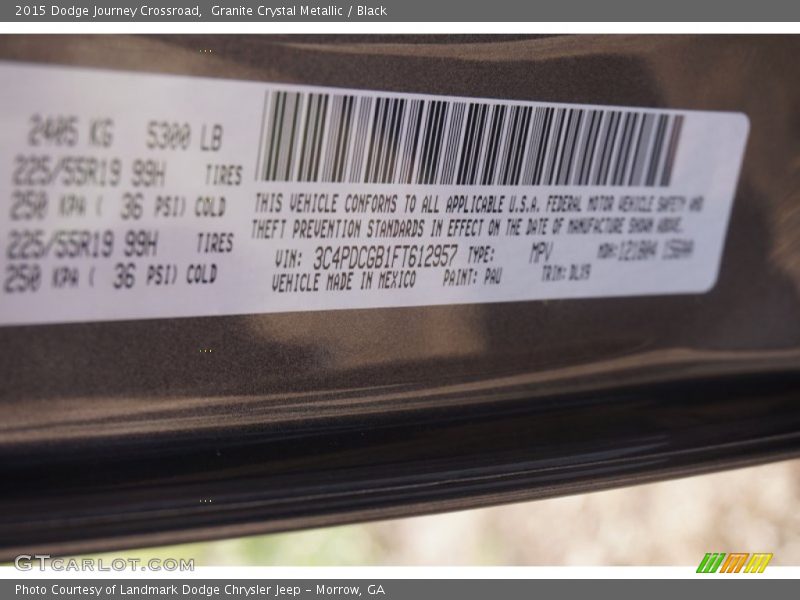 2015 Dodge Journey Crossroad, Granite Crystal Metallic / Black
2405 KG 5300 LB
225/55R19 99H TIRES
250 KPA ( 36 PSI) COLD
225/55R19 99H TIRES
250 KPA ( 36 PSI) COLD
THIS VEHICLE CONFORMS TO ALL APPLICABLE U.S.A. FEDERAL MOTOR VEHICLE SAFETY AND
THEFT PREVENTION STANDARDS IN EFFECT ON THE DATE OF MANUFACTURE SHOWN ABOVE.
VIN: 3C4PDCGB1FT612957 TYPE: MPV
VEHICLE MADE IN MEXICO PAINT: PAU TRIM: DLX9
GTCARLOT.COM
Photo Courtesy of Landmark Dodge Chrysler Jeep – Morrow, GA